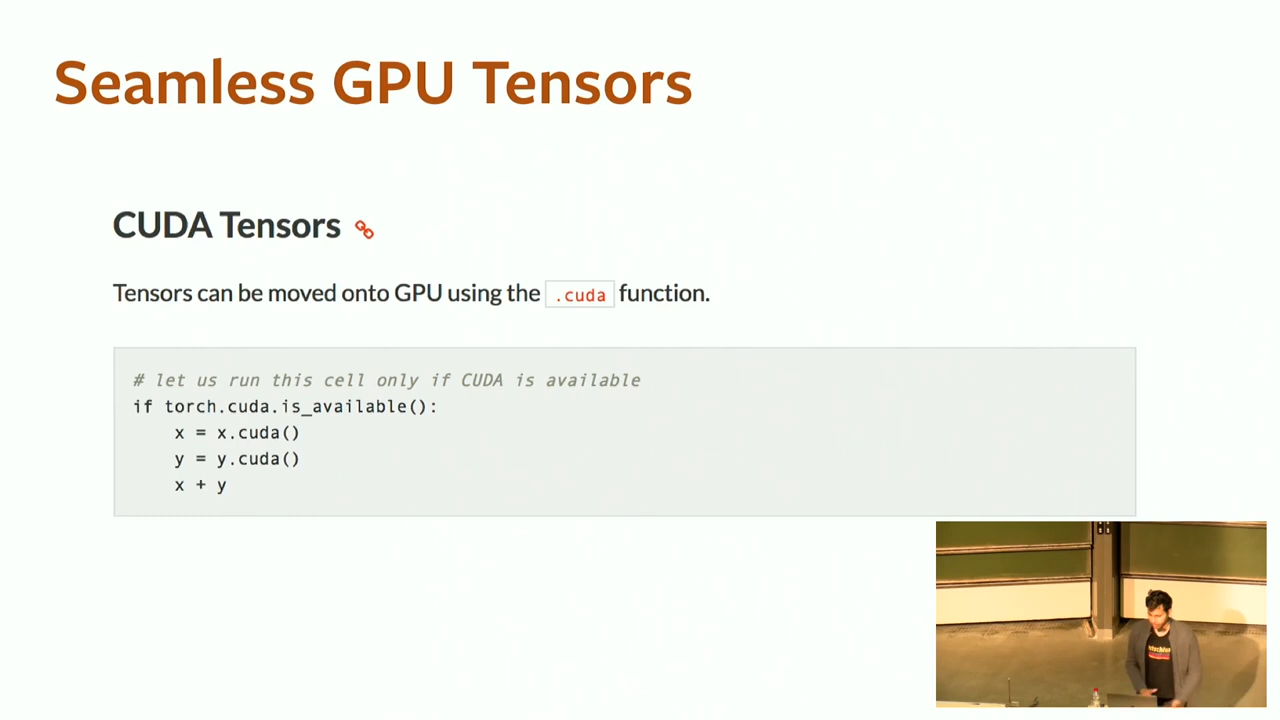 Seamless GPU Tensors
CUDA Tensors
Tensors can be moved onto GPU using the .cuda function.
# let us run this cell only if CUDA is available
if torch.cuda.is_available():
    x = x.cuda()
    y = y.cuda()
    x + y